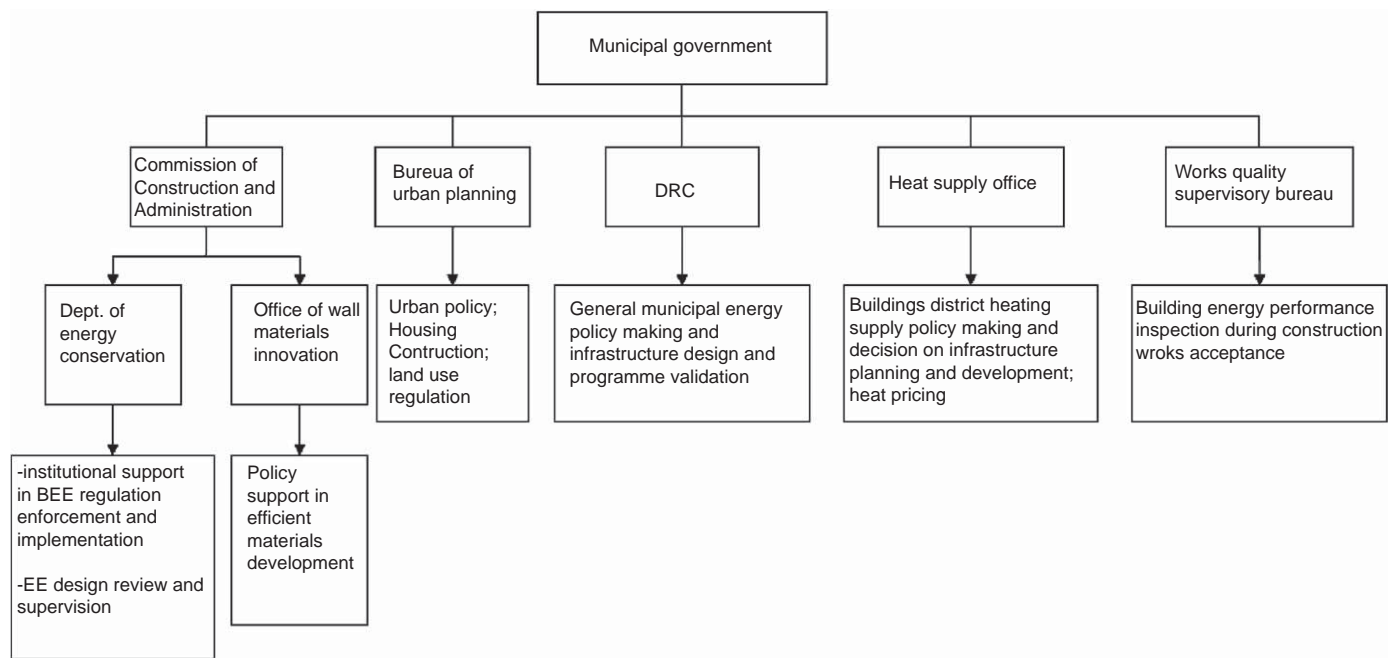 Municipal government
Commission of
Construction and
Administration
Bureua of
urban planning
DRC
Heat supply office
Works quality
supervisory bureau
Dept. of
energy
conservation
Office of wall
materials
innovation
Urban policy;
Housing
Contruction;
land use
regulation
General municipal energy
policy making and
infrastructure design and
programme validation
Buildings district heating
supply policy making and
decision on infrastructure
planning and development;
heat pricing
Building energy performance
inspection during construction
wroks acceptance
-institutional support
in BEE regulation
enforcement and
implementation
-EE design review and
supervision
Policy
support in
efficient
materials
development